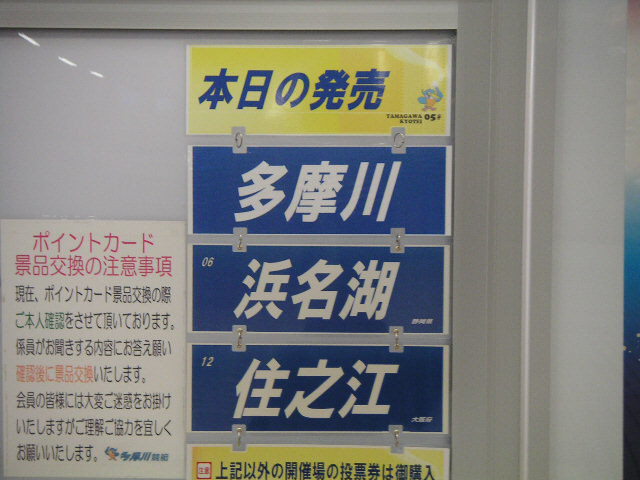 本日の発売
TAMAGAWA
KYOTEI 05#
多摩川
06
浜名湖
静岡県
12
住之江
大阪府
注意 上記以外の開催場の投票券は御購入
ポイントカード
景品交換の注意事項
現在、ポイントカード景品交換の際
ご本人確認をさせて頂いております。
係員がお聞きする内容にお答え願い
確認後に景品交換いたします。
会員の皆様には大変ご迷惑をお掛け
いたしますがご理解ご協力を宜しく
お願いいたします。 多摩川競艇